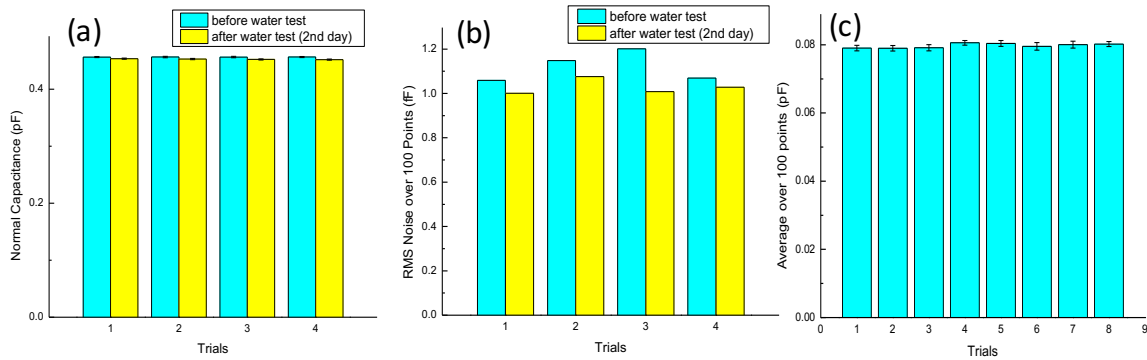 (a)
before water test
after water test (2nd day)
0.4
0.2
0.0
Normal Capacitance (pF)
1 2 3 4
Trials
(b)
before water test
after water test (2nd day)
1.2
1.0
0.8
0.6
1.4
1.2
0.0
RMS Noise over 100 Points (fF)
1 2 3 4
Trials
(c)
0.08
0.06
0.04
0.02
0.00
Average over 100 points (pF)
0 1 2 3 4 5 6 7 8 9
Trials